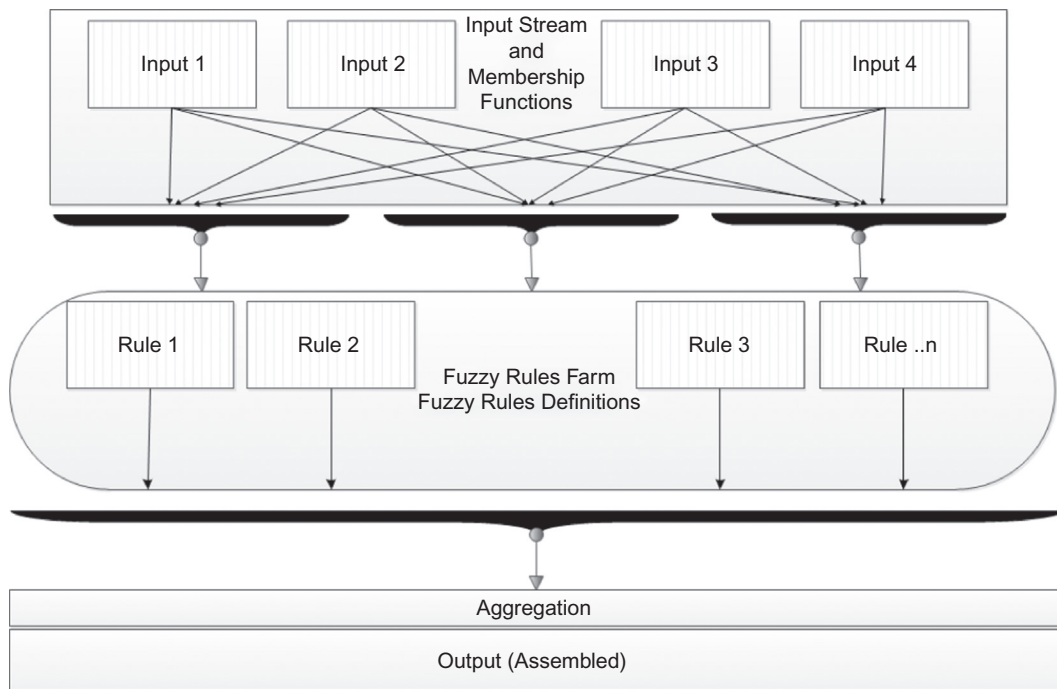 Input 1
Input 2
Input Stream
and
Membership
Functions
Input 3
Input 4
Rule 1
Rule 2
Rule 3
Rule ..n
Fuzzy Rules Farm
Fuzzy Rules Definitions
Aggregation
Output (Assembled)